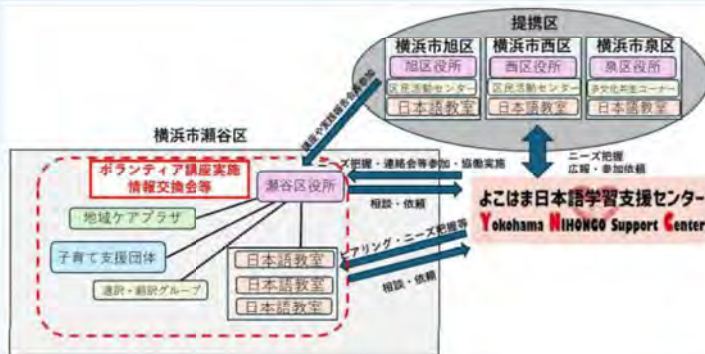 提携区
横浜市旭区
旭区役所
区民活動センター
日本語教室
横浜市西区
西区役所
区民活動センター
日本語教室
横浜市泉区
泉区役所
多文化共生コーナー
日本語教室
横浜市瀬谷区
ボランティア講座実施
情報交換会等
瀬谷区役所
地域ケアプラザ
子育て支援団体
通訳・翻訳グループ
日本語教室
日本語教室
日本語教室
ニーズ把握・連絡会等参加・協働実施
相談・依頼
ヒアリング・ニーズ把握等
相談・依頼
ニーズ把握
広報・参加依頼
よこはま日本語学習支援センター
Yokohama NIHONGO Support Center